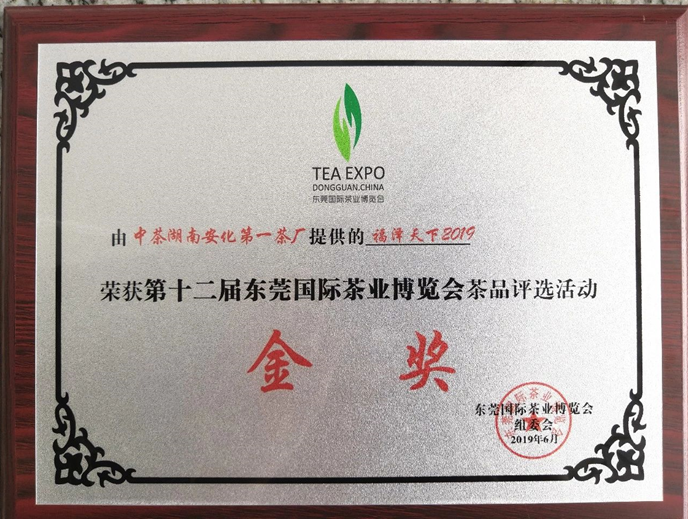 TEA EXPO
DONGGUAN.CHINA
东莞国际茶业博览会
由中茶湖南安化第一茶厂提供的 福泽天下2019
荣获第十二届东莞国际茶业博览会茶品评选活动
金 奖
东莞国际茶业博览会
组委会
2019年6月